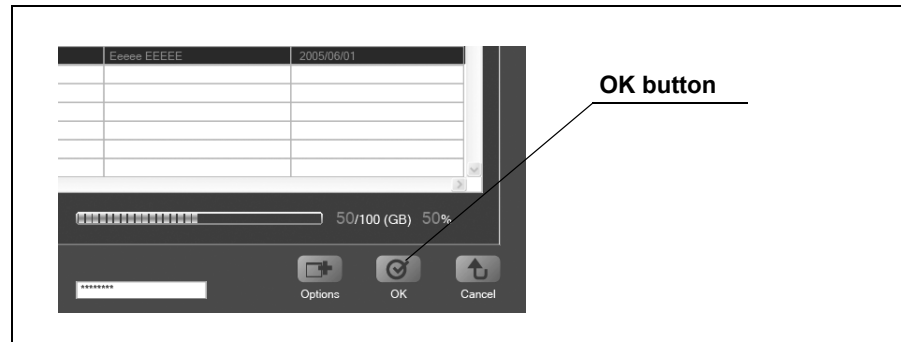 Eeeee EEEEE 2005/06/01
OK button
50/100 (GB) 50%
********
Options OK Cancel